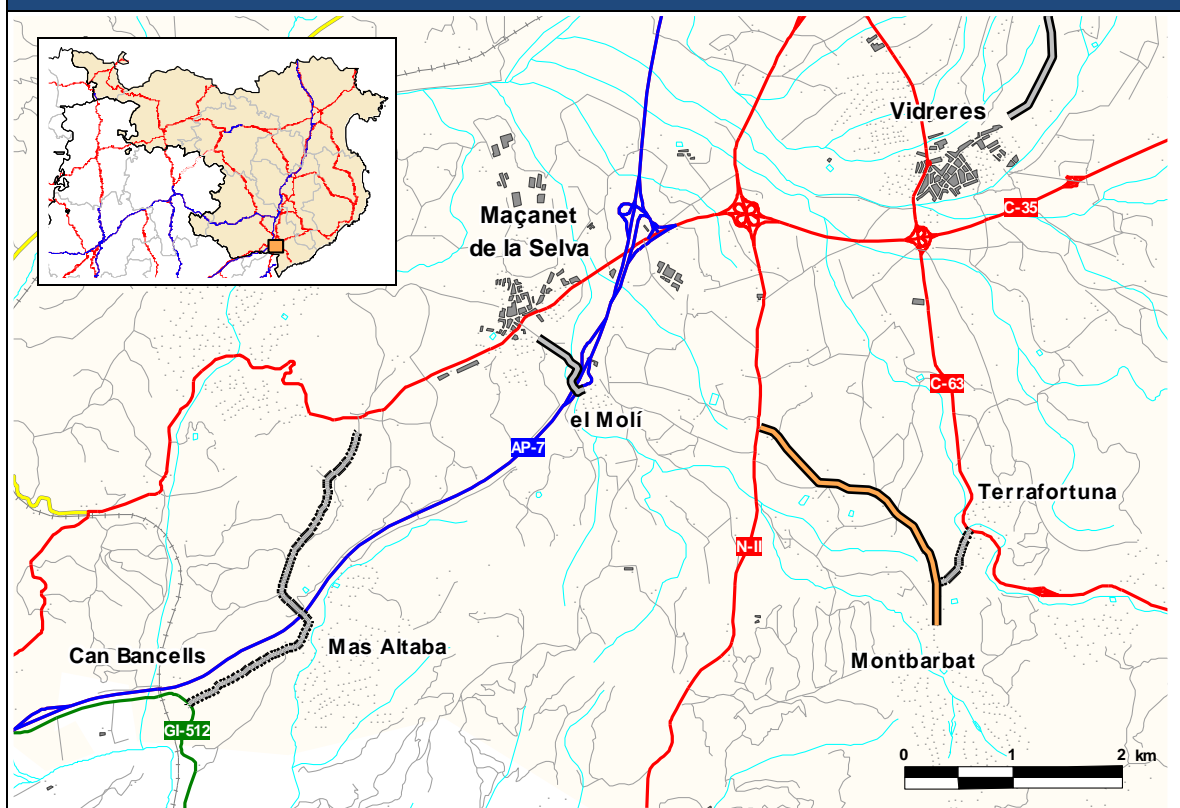 Vidreres
C-35
Maçanet
de la Selva
C-63
el Molí
AP-7
Terrafortuna
N-II
Mas Altaba
Can Bancells
Montbarbat
GI-512
0 1 2 km